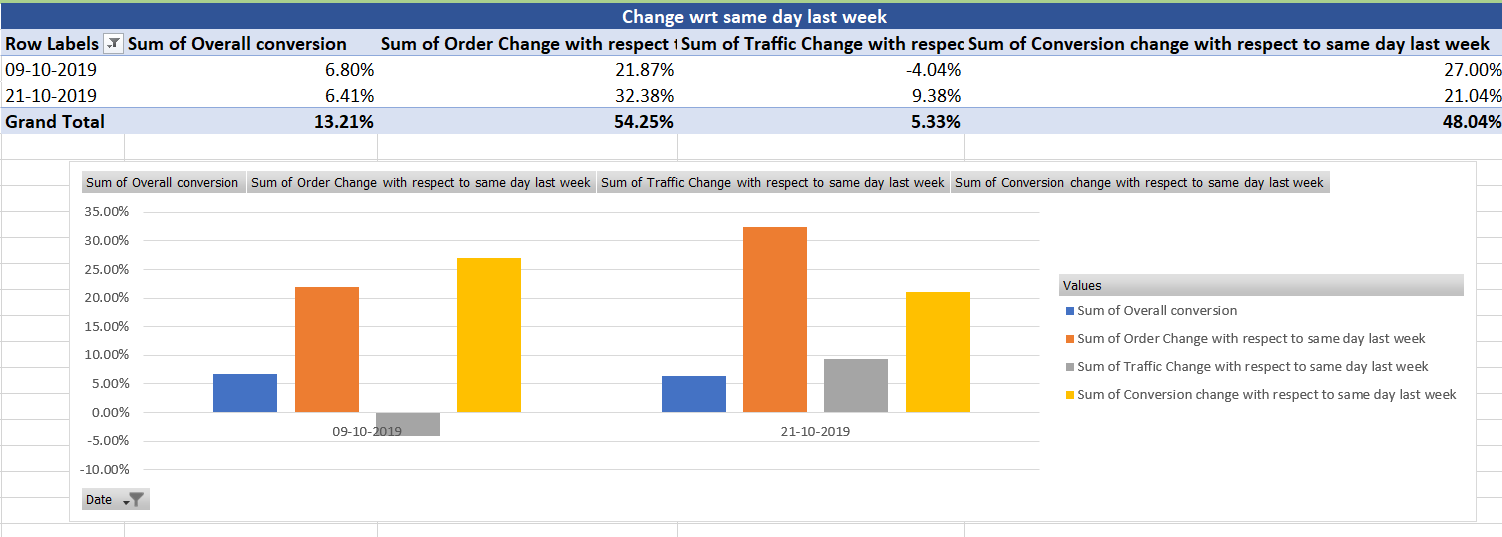 Change wrt same day last week
Row Labels Sum of Overall conversion Sum of Order Change with respect t Sum of Traffic Change with respec Sum of Conversion change with respect to same day last week
09-10-2019 6.80% 21.87% -4.04% 27.00%
21-10-2019 6.41% 32.38% 9.38% 21.04%
Grand Total 13.21% 54.25% 5.33% 48.04%
Sum of Overall conversion Sum of Order Change with respect to same day last week Sum of Traffic Change with respect to same day last week Sum of Conversion change with respect to same day last week
35.00%
30.00%
25.00%
20.00%
15.00%
10.00%
5.00%
0.00%
-5.00%
-10.00%
09-10-2019 21-10-2019
Values
Sum of Overall conversion
Sum of Order Change with respect to same day last week
Sum of Traffic Change with respect to same day last week
Sum of Conversion change with respect to same day last week
Date